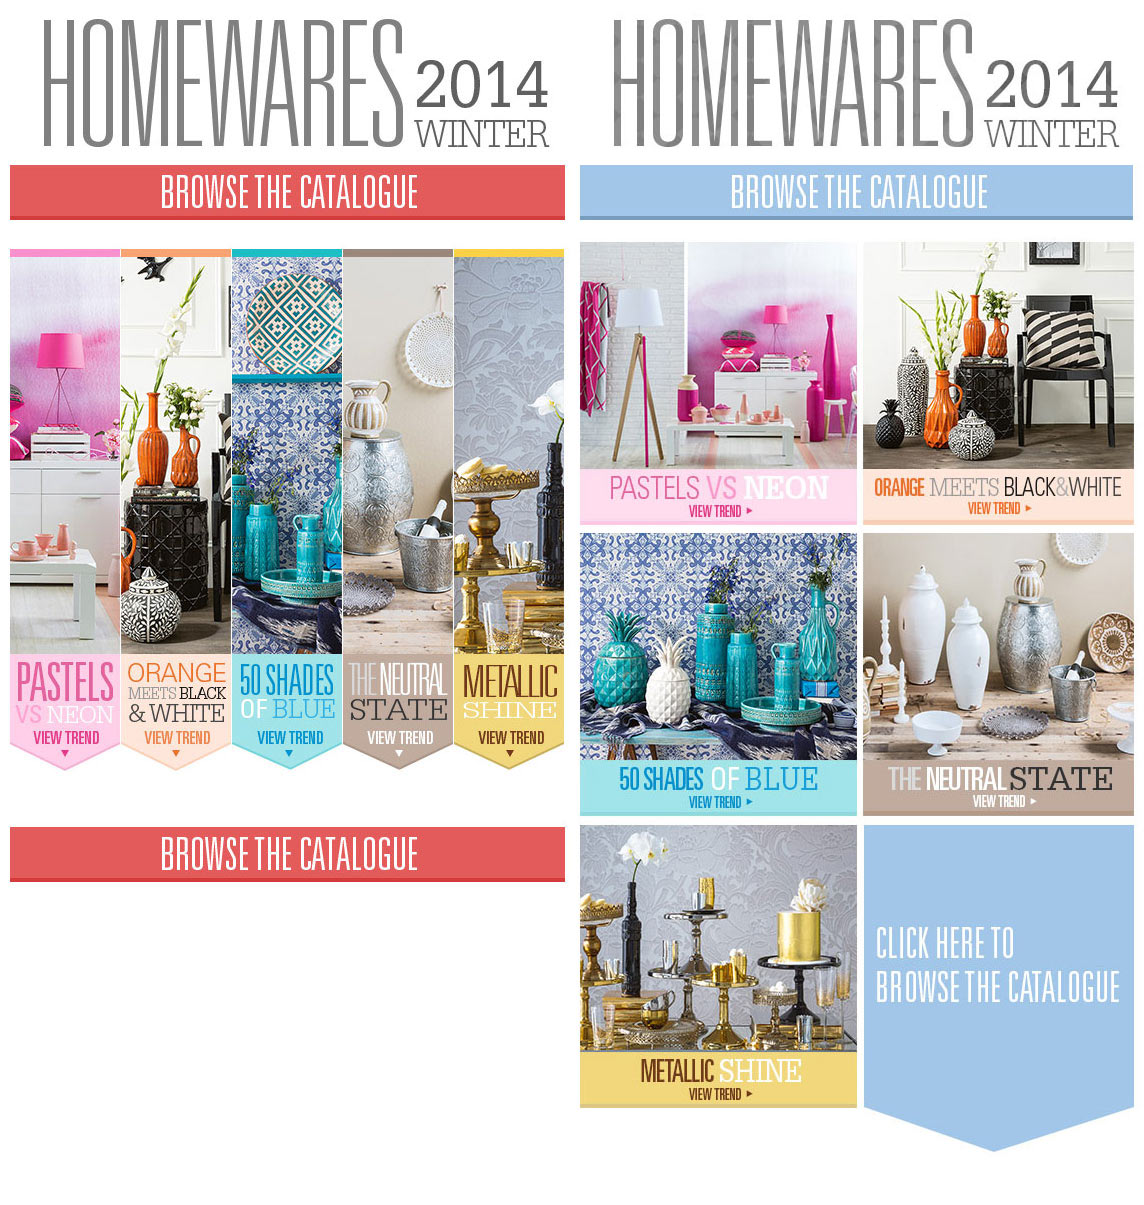 HOMEWARES 2014
WINTER
BROWSE THE CATALOGUE
PASTELS
VS NEON
VIEW TREND
ORANGE
MEETS BLACK
& WHITE
VIEW TREND
50 SHADES
OF BLUE
VIEW TREND
THE NEUTRAL
STATE
VIEW TREND
METALLIC
SHINE
VIEW TREND
BROWSE THE CATALOGUE
HOMEWARES 2014
WINTER
BROWSE THE CATALOGUE
PASTELS VS NEON
VIEW TREND
ORANGE MEETS BLACK&WHITE
VIEW TREND
50 SHADES OF BLUE
VIEW TREND
THE NEUTRAL STATE
VIEW TREND
METALLIC SHINE
VIEW TREND
CLICK HERE TO
BROWSE THE CATALOGUE